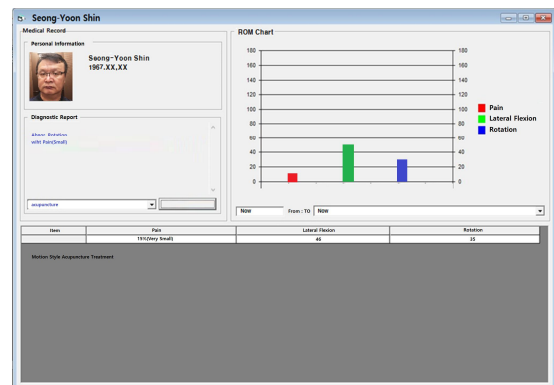 Seong-Yoon Shin
Medical Record
Personal Information
Seong-Yoon Shin
1967.XX,XX
Diagnostic Report
Abnor. Rotation
wiht Pain(Small)
acupuncture
ROM Chart
180 180
160 160
140 140
120 120
100 100
80 80
60 60
40 40
20 20
0 0
Pain
Lateral Flexion
Rotation
Now From : TO Now
Item Pain Lateral Flexion Rotation
15%(Very Small) 46 35
Motion Style Acupuncture Treatment